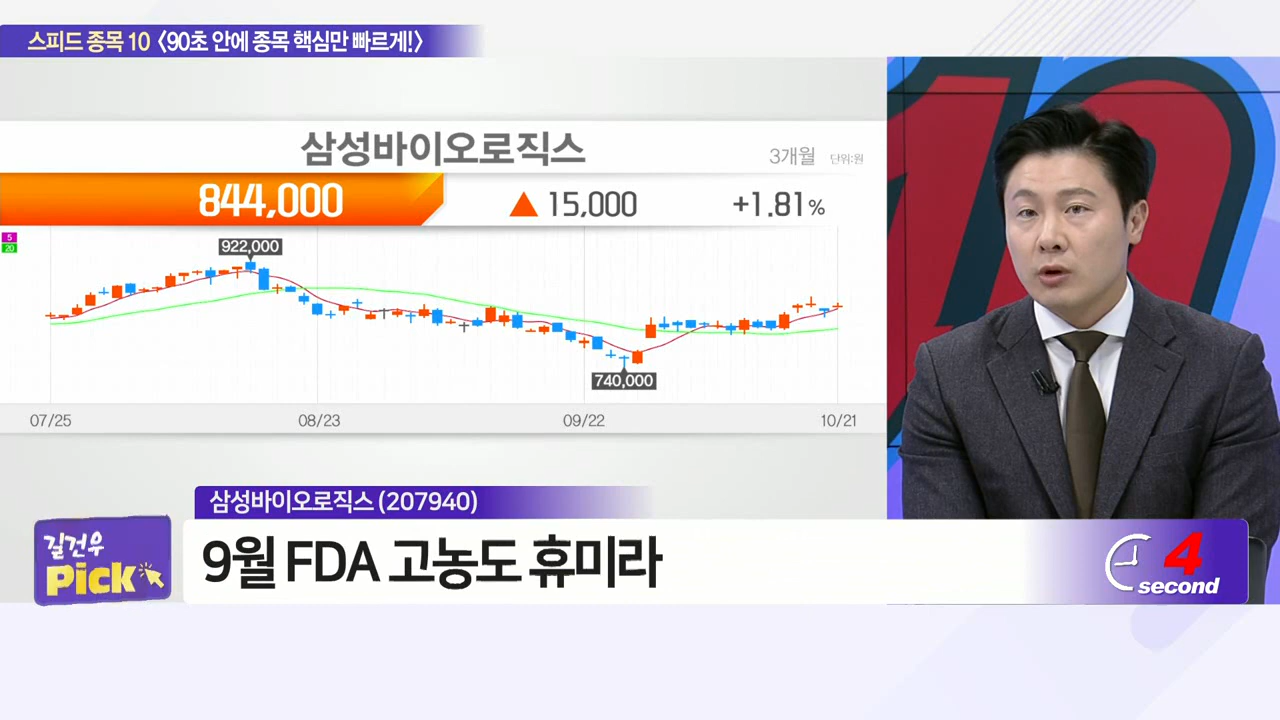 스피드 종목 10 〈90초 안에 종목 핵심만 빠르게!〉
삼성바이오로직스
3개월 단위:원
844,000 ▲ 15,000 +1.81%
5
20
922,000
740,000
07/25 08/23 09/22 10/21
10
삼성바이오로직스 (207940)
길건우
Pick
9월 FDA 고농도 휴미라
4
second